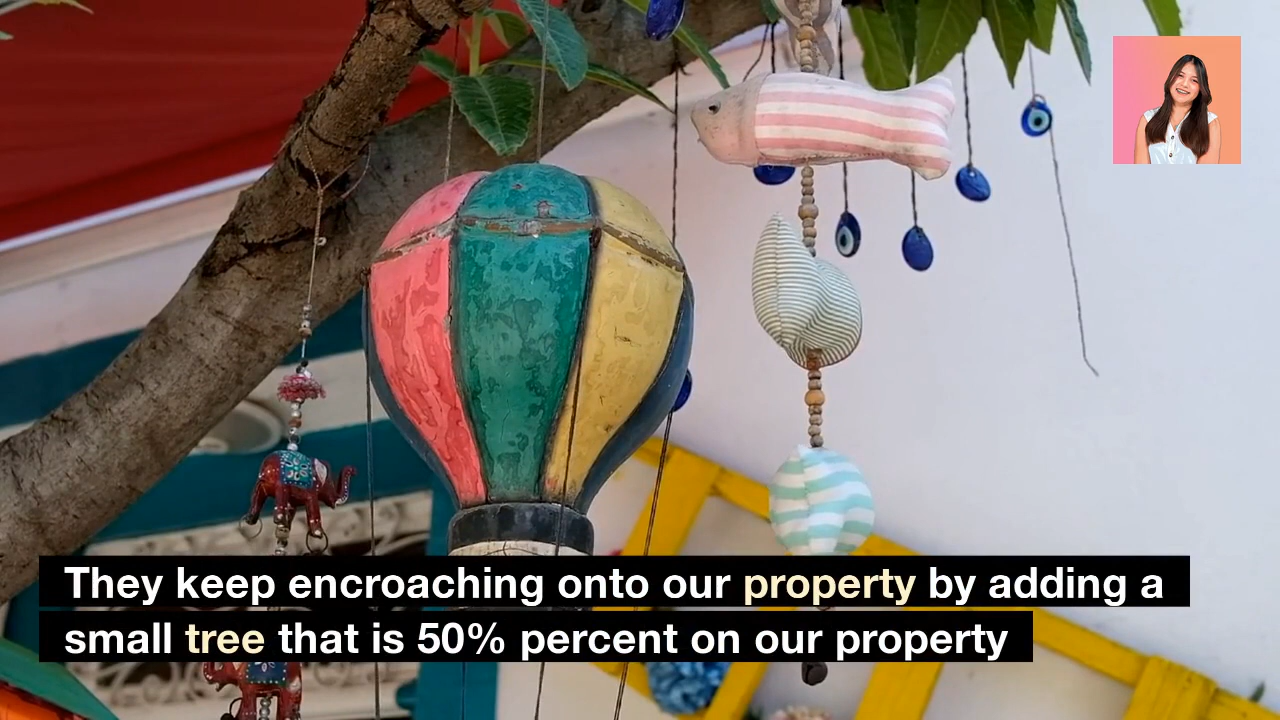 They keep encroaching onto our property by adding a
small tree that is 50% percent on our property